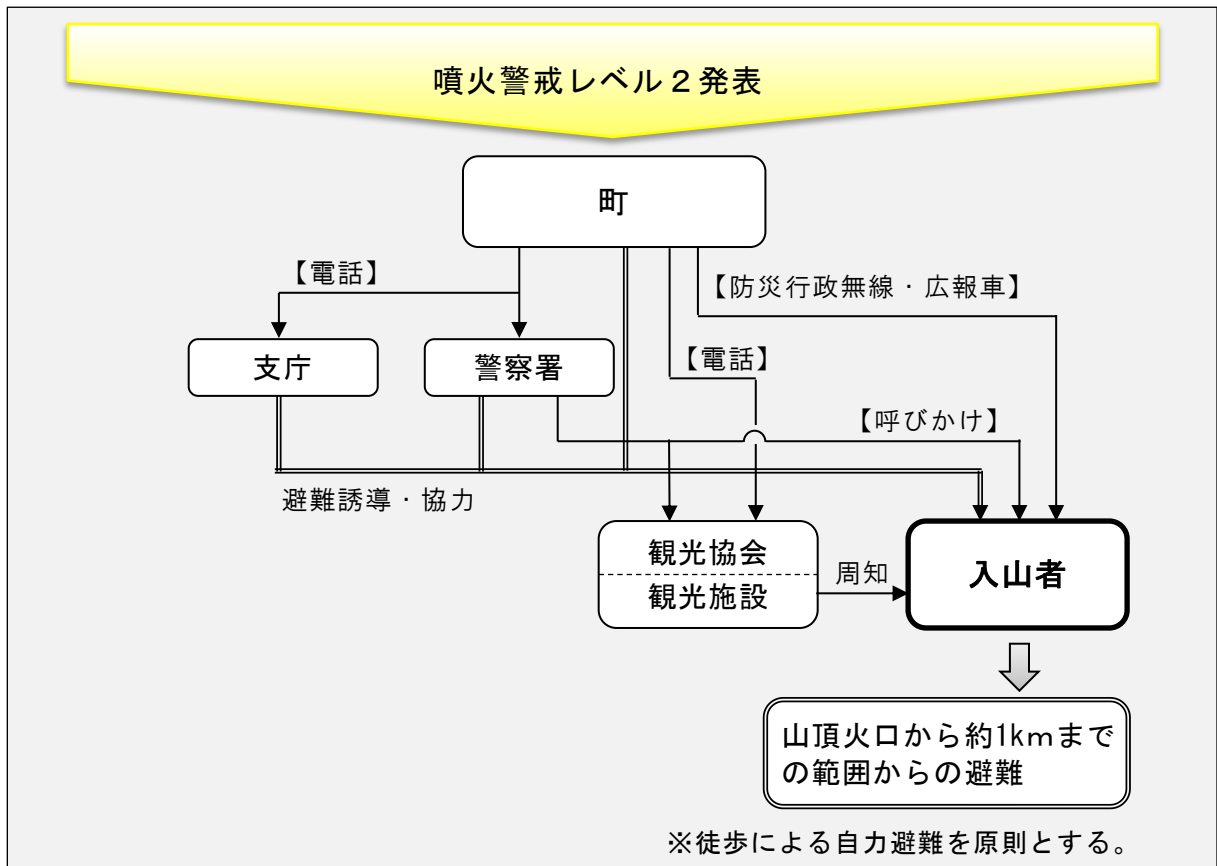 噴火警戒レベル２発表
町
【電話】
【防災行政無線・広報車】
支庁
警察署
【電話】
【呼びかけ】
避難誘導・協力
観光協会
観光施設
周知
入山者
山頂火口から約1kmまで
の範囲からの避難
※徒歩による自力避難を原則とする。